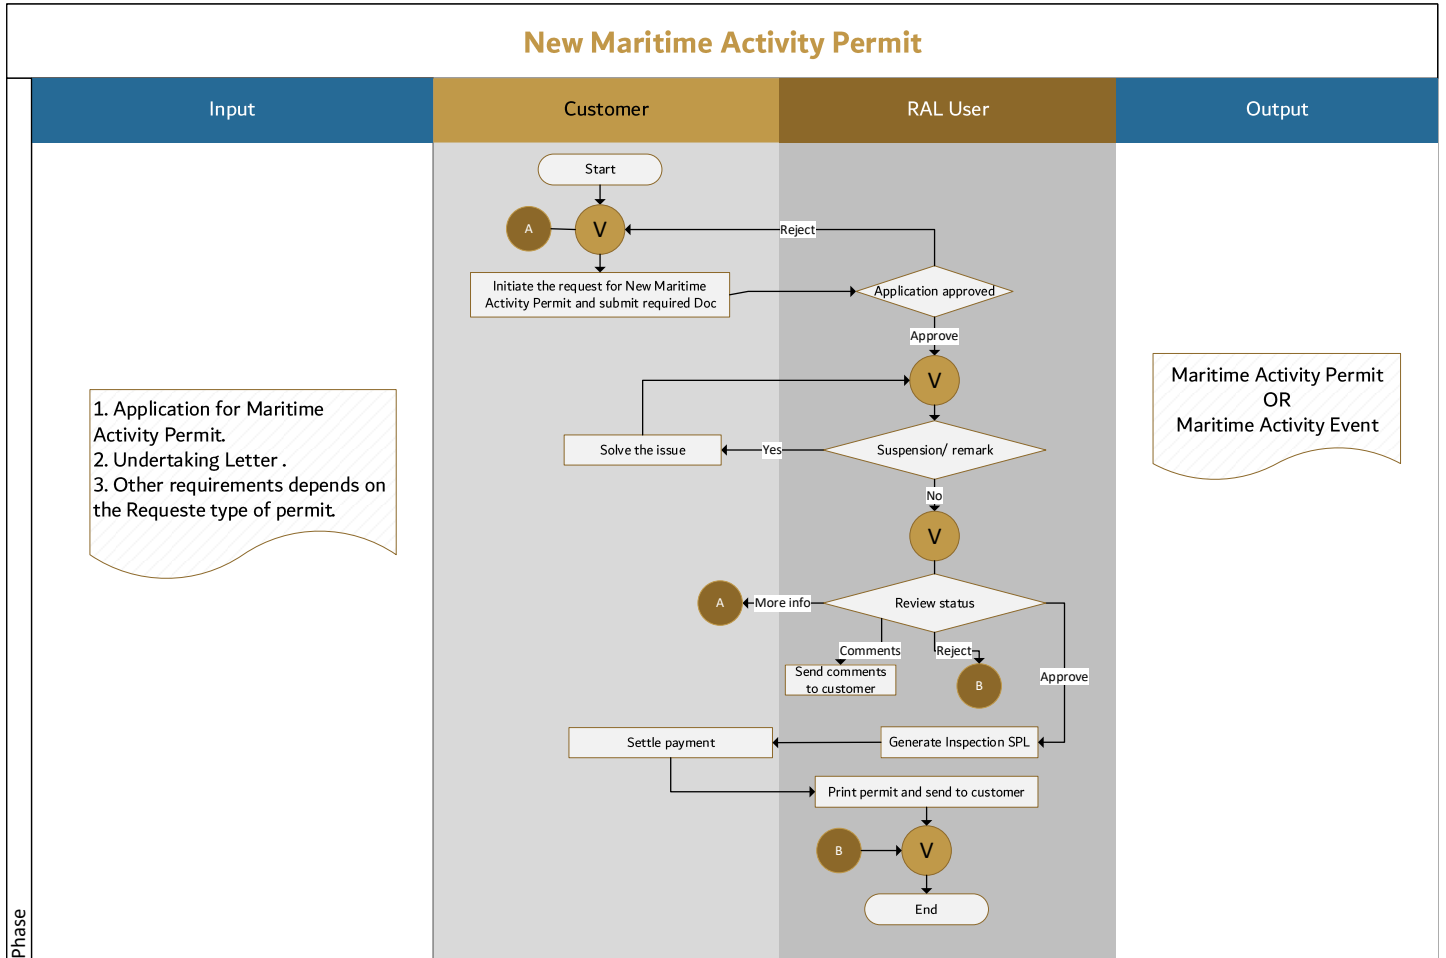 New Maritime Activity Permit
Input
Customer
RAL User
Output
Start
A
V
Reject
Initiate the request for New Maritime
Activity Permit and submit required Doc
Application approved
Approve
V
1. Application for Maritime
Activity Permit.
2. Undertaking Letter .
3. Other requirements depends on
the Requeste type of permit.
Maritime Activity Permit
OR
Maritime Activity Event
Solve the issue
Yes
Suspension/ remark
No
V
A
More info
Review status
Comments
Reject
Send comments
to customer
B
Approve
Settle payment
Generate Inspection SPL
Print permit and send to customer
B
V
End
Phase